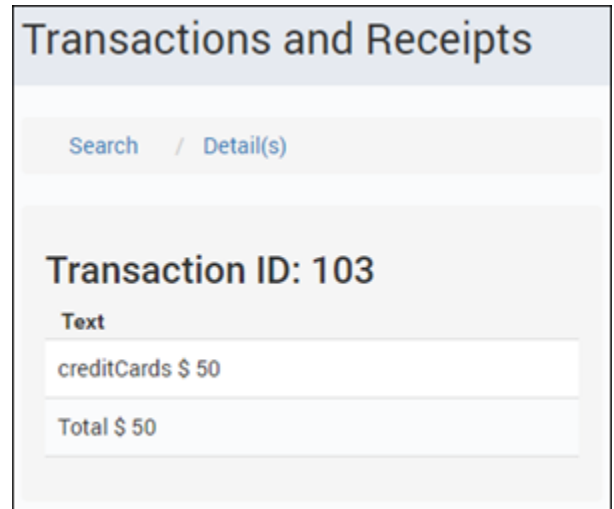 Transactions and Receipts
Search / Detail(s)
Transaction ID: 103
Text
creditCards $ 50
Total $ 50